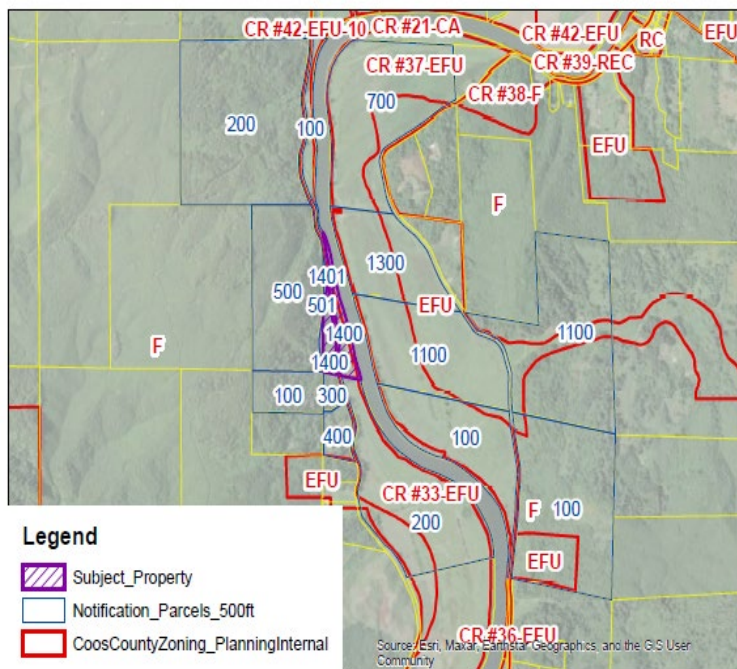 CR #42-EFU-10
CR #21-CA
CR #42-EFU
RC
EFU
CR #37-EFU
CR #39-REC
700
CR #38-F
200
100
EFU
F
1300
1401
500
501
EFU
1400
1100
F
1100
1400
100
300
400
100
EFU
CR #33-EFU
200
F
100
EFU
CR #36-EFU
Legend
Subject_Property
Notification_Parcels_500ft
CoosCountyZoning_PlanningInternal
Source: Esri, Maxar, Earthstar Geographics, and the GIS User
Community